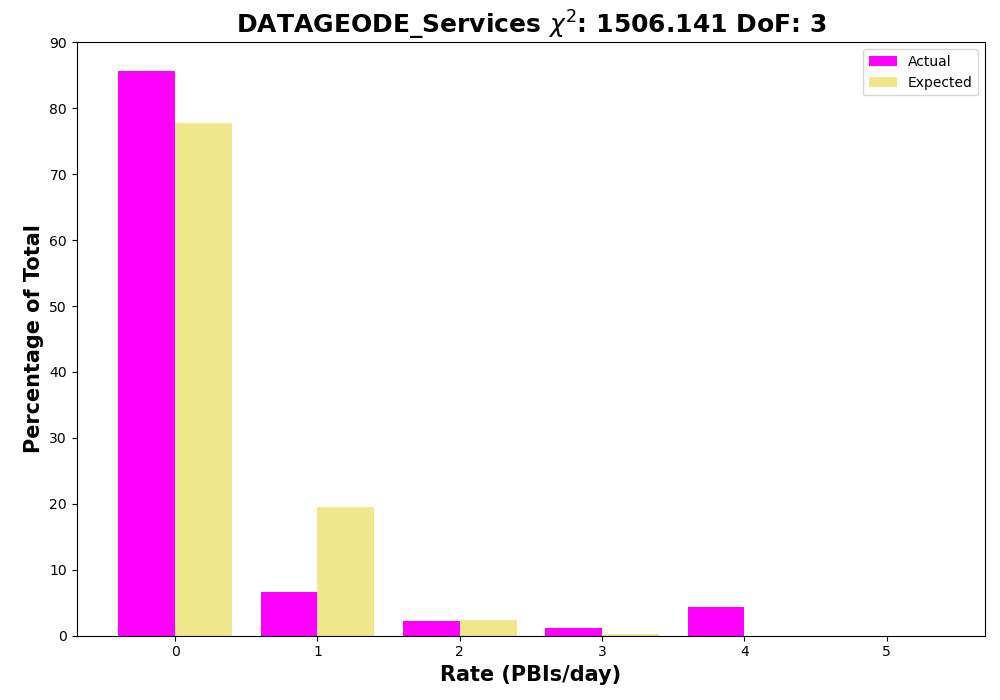 DATAGEODE_Services χ²: 1506.141 DoF: 3
Actual
Expected
90
80
70
60
50
40
30
20
10
0
Percentage of Total
0 1 2 3 4 5
Rate (PBIs/day)